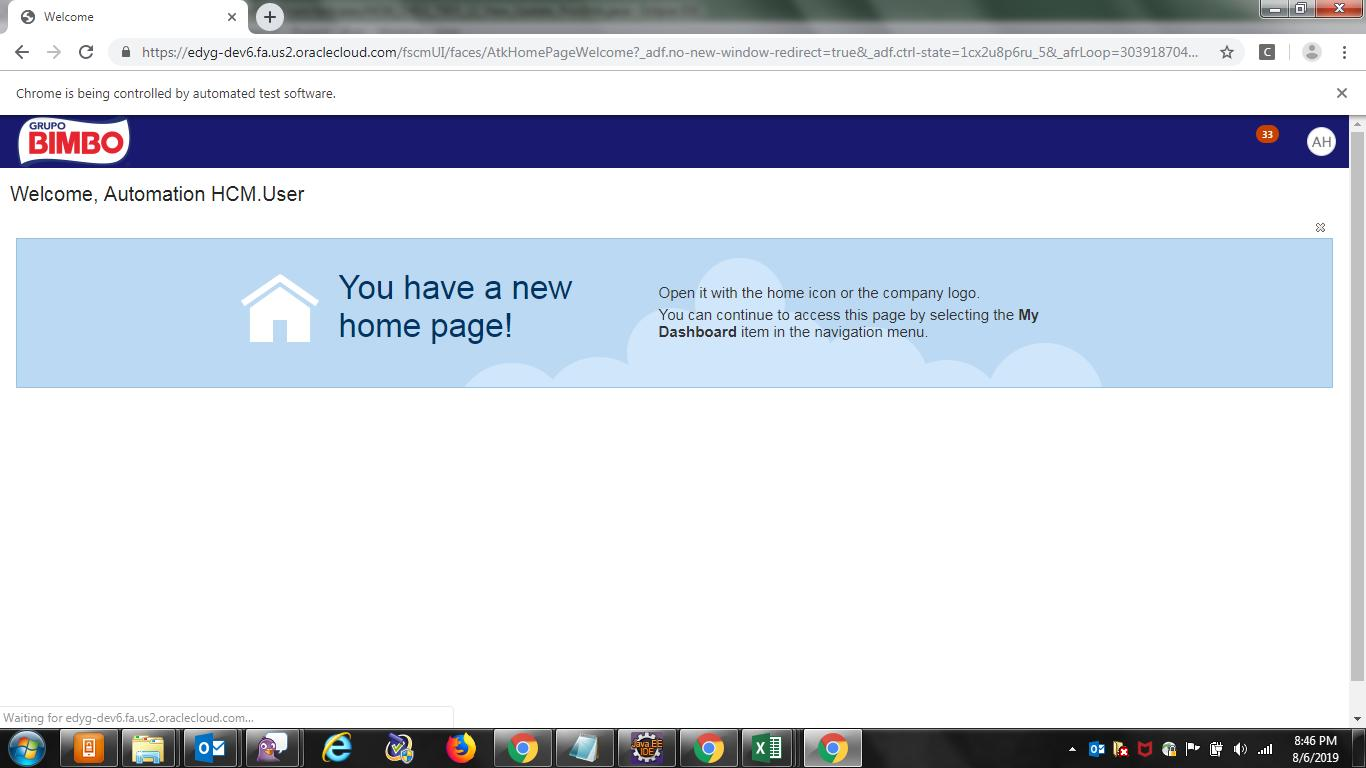 Welcome
https://edyg-dev6.fa.us2.oraclecloud.com/fscmUI/faces/AtkHomePageWelcome?_adf.no-new-window-redirect=true&_adf.ctrl-state=1cx2u8p6ru_5&_afrLoop=303918704...
C
Chrome is being controlled by automated test software.
GRUPO
BIMBO
33
AH
Welcome, Automation HCM.User
You have a new
home page!
Open it with the home icon or the company logo.
You can continue to access this page by selecting the My
Dashboard item in the navigation menu.
Waiting for edyg-dev6.fa.us2.oraclecloud.com...
Java EE
IDE
8:46 PM
8/6/2019